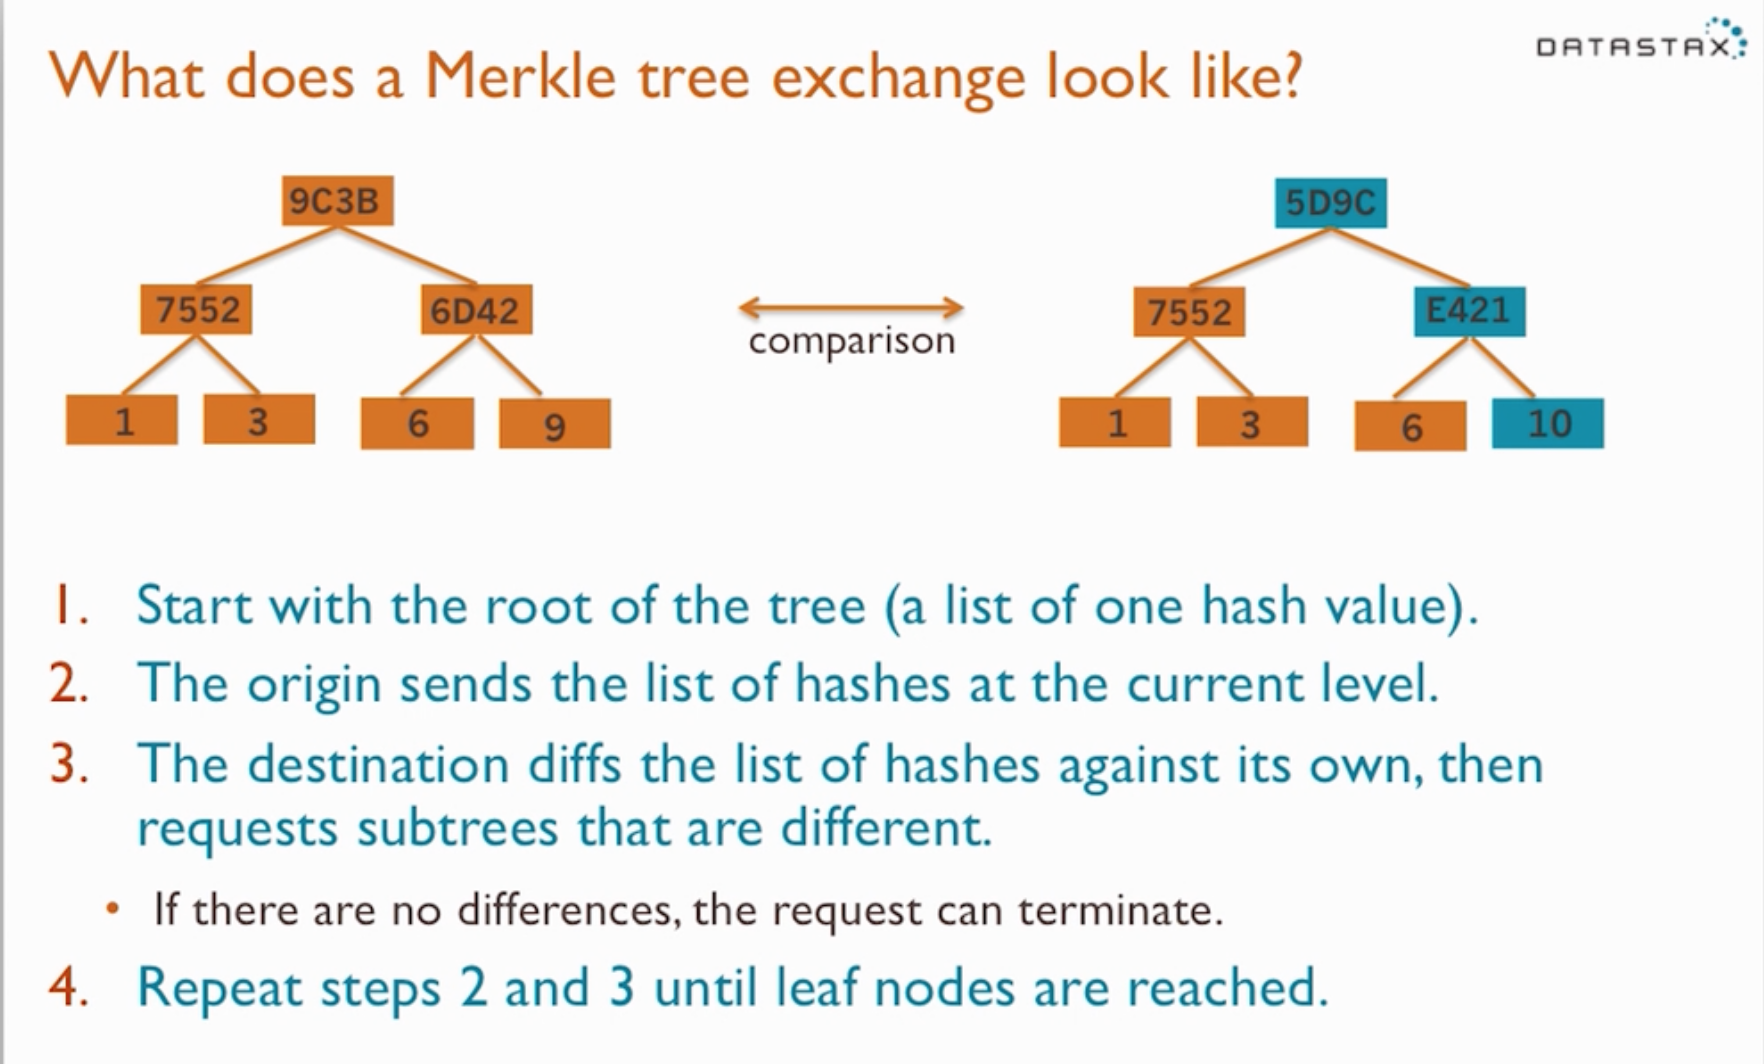 What does a Merkle tree exchange look like?
DATASTAX
9C3B
5D9C
7552
6D42
7552
E421
comparison
1
3
6
9
1
3
6
10
1. Start with the root of the tree (a list of one hash value).
2. The origin sends the list of hashes at the current level.
3. The destination diffs the list of hashes against its own, then
requests subtrees that are different.
• If there are no differences, the request can terminate.
4. Repeat steps 2 and 3 until leaf nodes are reached.